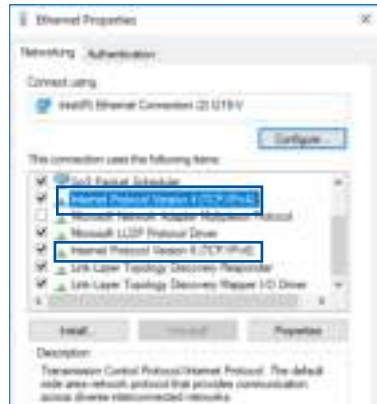 Ethernet Properties
Networking Authentication
Connect using:
Intel(R) Ethernet Connection (2) I219-V
Configure...
This connection uses the following items:
QoS Packet Scheduler
Internet Protocol Version 4 (TCP/IPv4)
Microsoft Network Adapter Multiplexor Protocol
Microsoft LLDP Protocol Driver
Internet Protocol Version 6 (TCP/IPv6)
Link-Layer Topology Discovery Responder
Link-Layer Topology Discovery Mapper I/O Driver
Install...
Uninstall
Properties
Description
Transmission Control Protocol/Internet Protocol. The default
wide area network protocol that provides communication
across diverse interconnected networks.